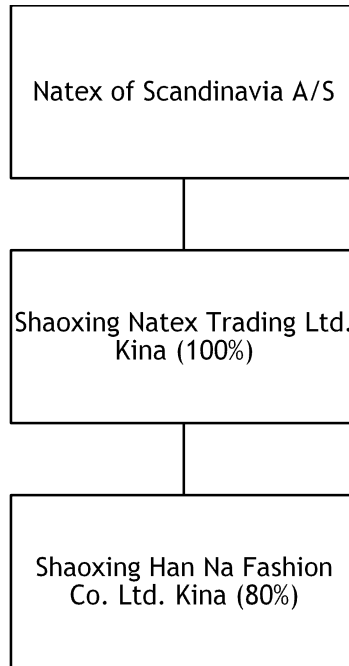 Natex of Scandinavia A/S
Shaoxing Natex Trading Ltd.
Kina (100%)
Shaoxing Han Na Fashion
Co. Ltd. Kina (80%)